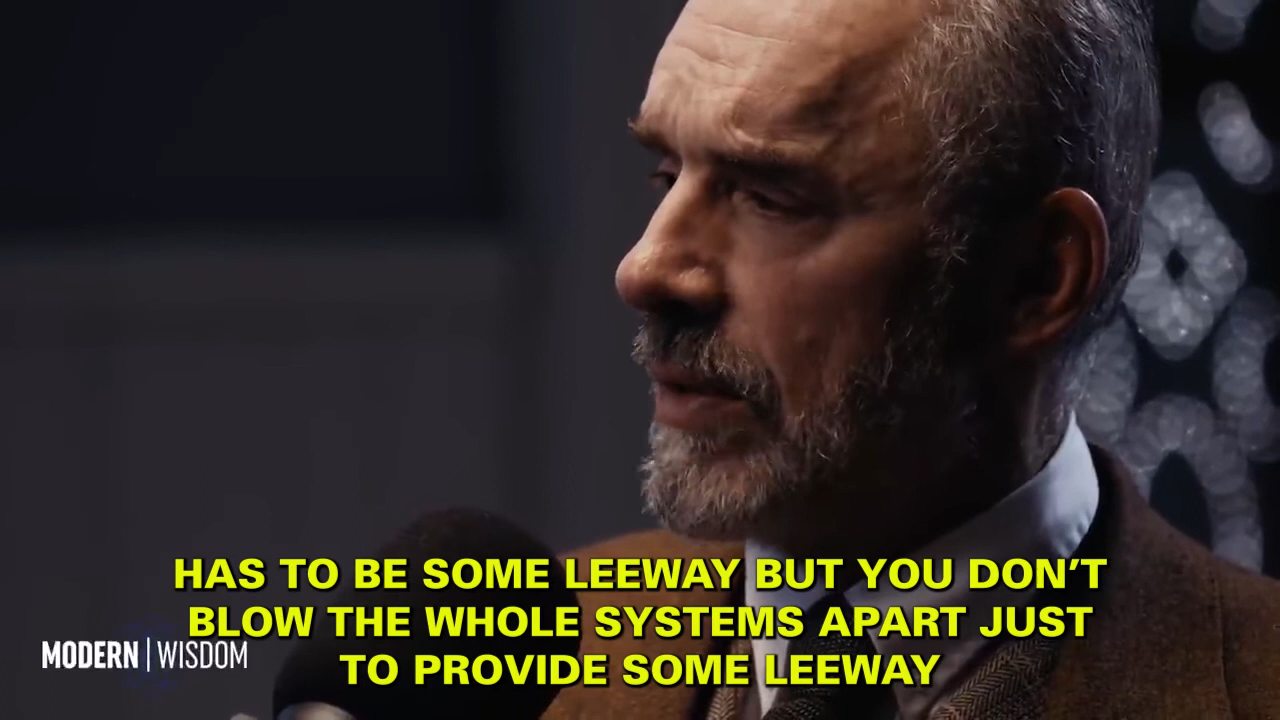 HAS TO BE SOME LEEWAY BUT YOU DON'T
BLOW THE WHOLE SYSTEMS APART JUST
TO PROVIDE SOME LEEWAY
MODERN | WISDOM